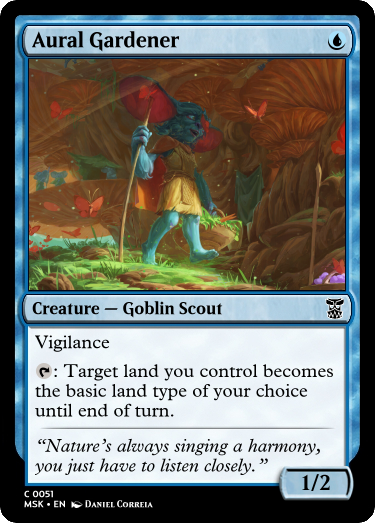 Aural Gardener
Creature — Goblin Scout
Vigilance
: Target land you control becomes
the basic land type of your choice
until end of turn.
“Nature’s always singing a harmony,
you just have to listen closely.”
1/2
C 0051
MSK • EN Daniel Correia